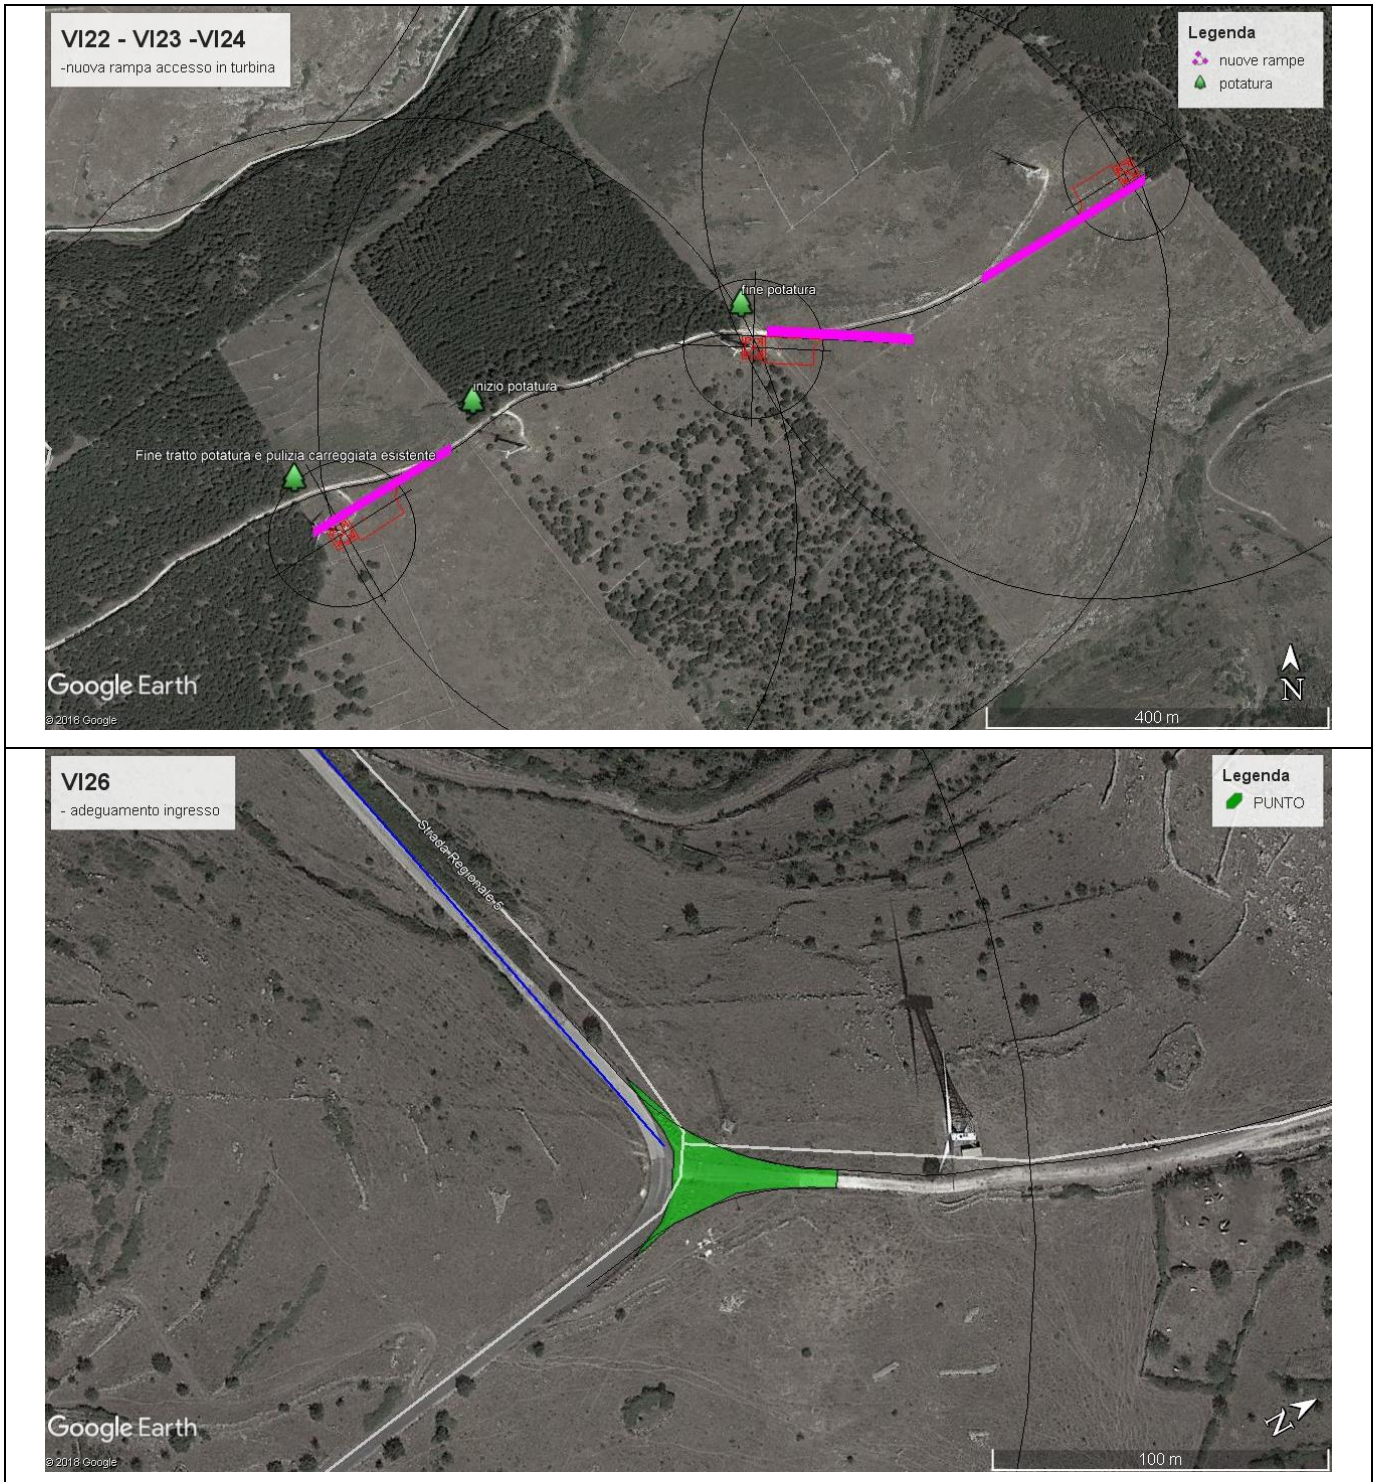 VI22 - VI23 -VI24
-nuova rampa accesso in turbina
Legenda
nuove rampe
potatura
fine potatura
inizio potatura
Fine tratto potatura e pulizia carreggiata esistente
Google Earth
© 2018 Google
N
400 m
VI26
- adeguamento ingresso
Legenda
PUNTO
Strada Regionale 5
Google Earth
© 2018 Google
N
100 m